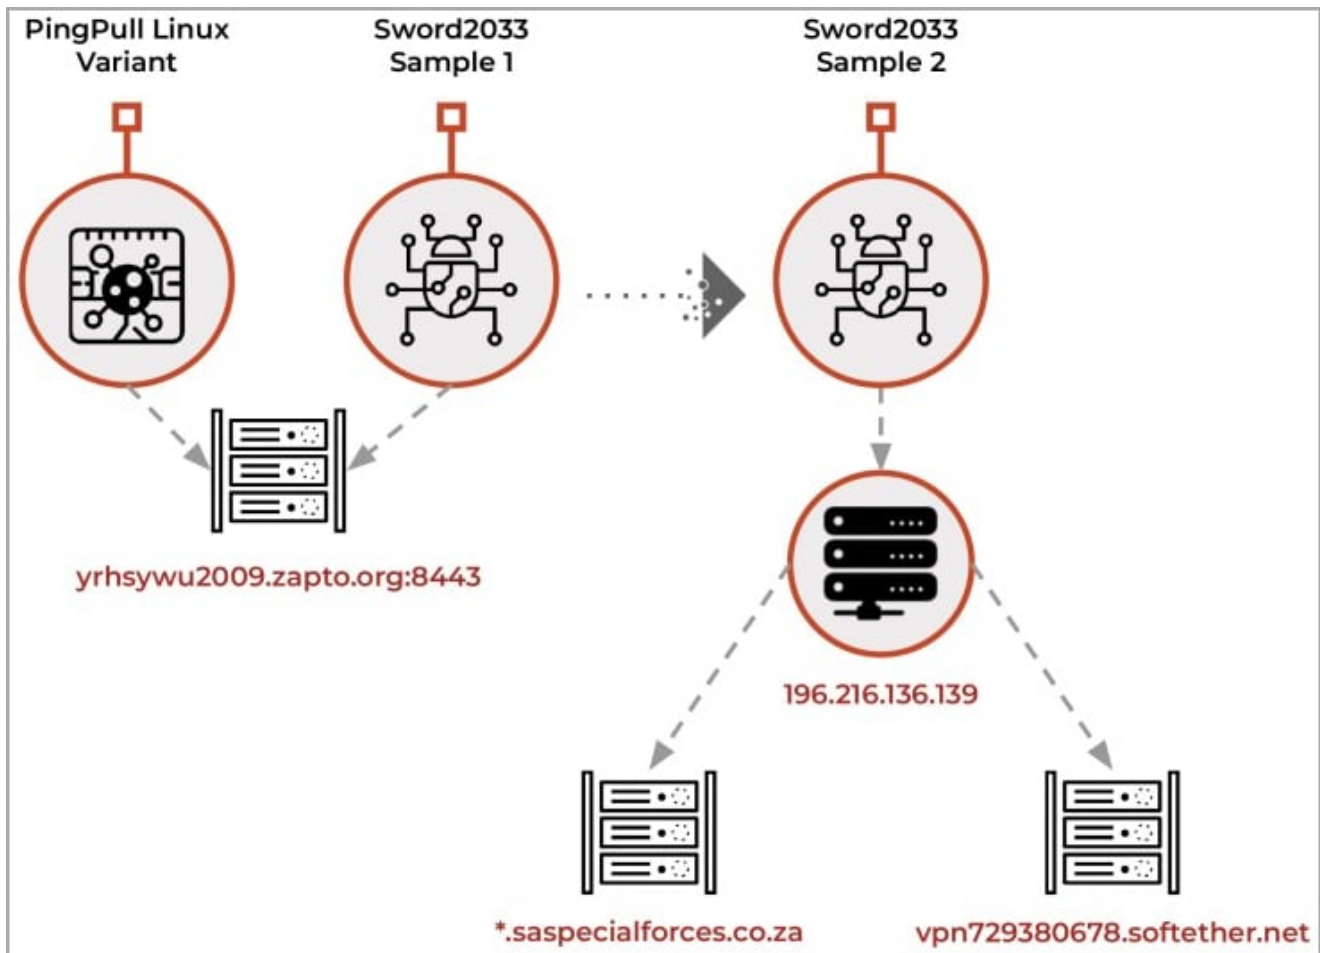 PingPull Linux
Variant
Sword2033
Sample 1
Sword2033
Sample 2
yrhsywu2009.zapto.org:8443
196.216.136.139
*.saspecialforces.co.za
vpn729380678.softether.net